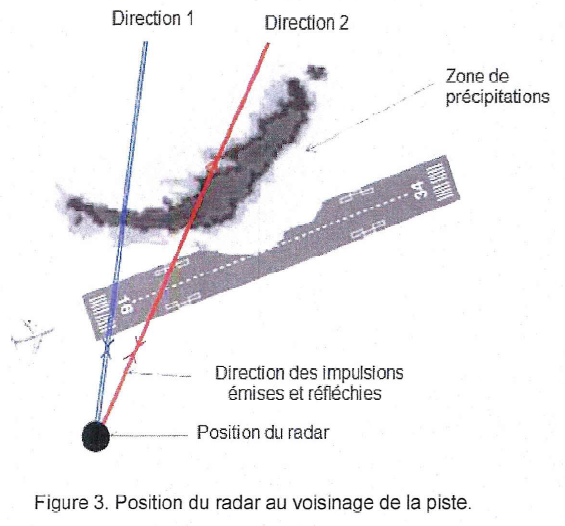 Direction 1
Direction 2
Zone de
précipitations
34
16
Direction des impulsions
émises et réfléchies
Position du radar
Figure 3. Position du radar au voisinage de la piste.